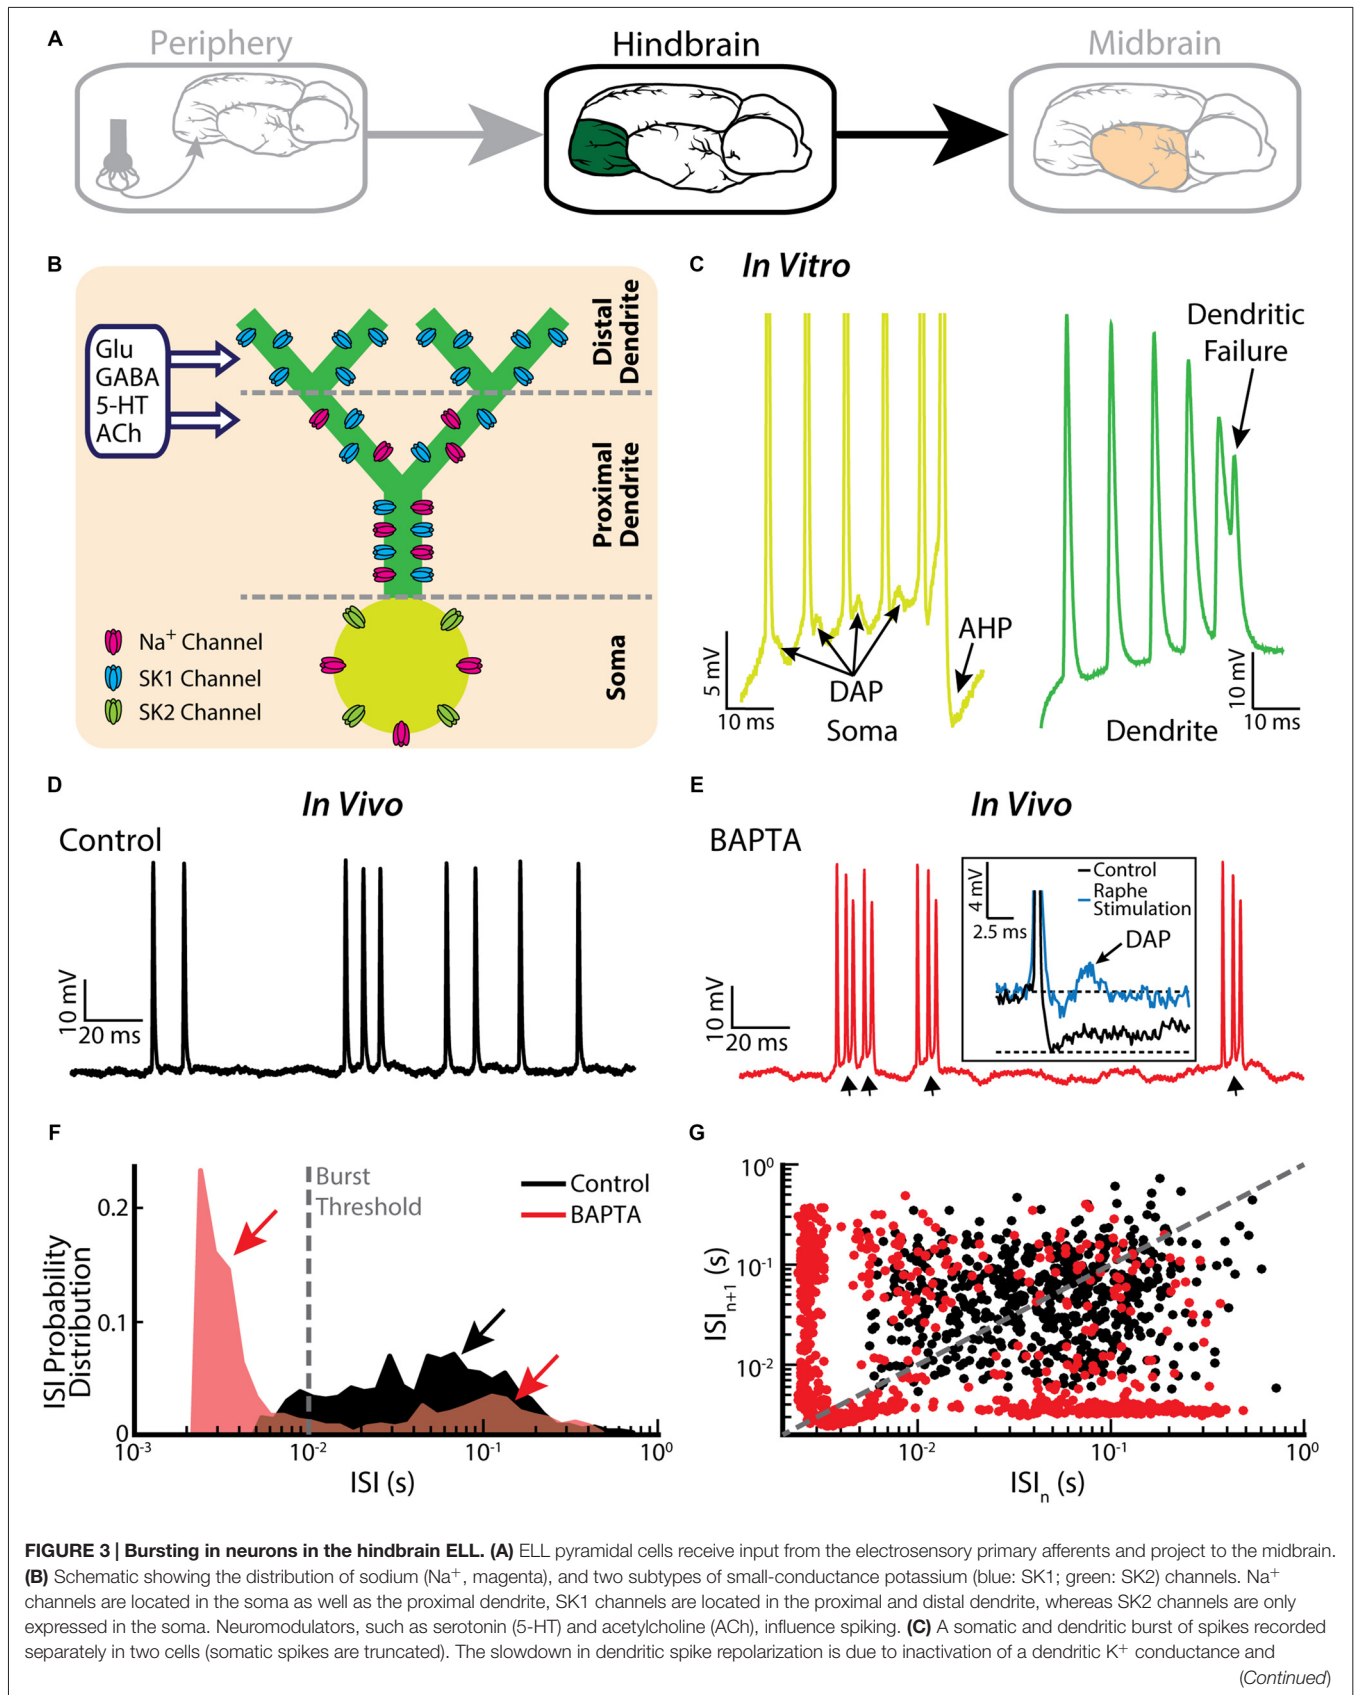 A
Periphery
Hindbrain
Midbrain
B
Glu
GABA
5-HT
ACh
Distal
Dendrite
Proximal
Dendrite
Soma
Na+ Channel
SK1 Channel
SK2 Channel
C
In Vitro
Dendritic
Failure
DAP
AHP
5 mV
10 ms
Soma
10 mV
10 ms
Dendrite
D
In Vivo
Control
10 mV
20 ms
E
In Vivo
BAPTA
10 mV
20 ms
4 mV
2.5 ms
Control
Raphe
Stimulation
DAP
F
Burst
Threshold
Control
BAPTA
ISI Probability
Distribution
0.2
0.1
0
10-3
10-2
10-1
100
ISI (s)
G
100
10-1
10-2
ISIn+1 (s)
10-2
10-1
100
ISIn (s)
FIGURE 3 | Bursting in neurons in the hindbrain ELL. (A) ELL pyramidal cells receive input from the electrosensory primary afferents and project to the midbrain.
(B) Schematic showing the distribution of sodium (Na+, magenta), and two subtypes of small-conductance potassium (blue: SK1; green: SK2) channels. Na+
channels are located in the soma as well as the proximal dendrite, SK1 channels are located in the proximal and distal dendrite, whereas SK2 channels are only
expressed in the soma. Neuromodulators, such as serotonin (5-HT) and acetylcholine (ACh), influence spiking. (C) A somatic and dendritic burst of spikes recorded
separately in two cells (somatic spikes are truncated). The slowdown in dendritic spike repolarization is due to inactivation of a dendritic K+ conductance and
(Continued)